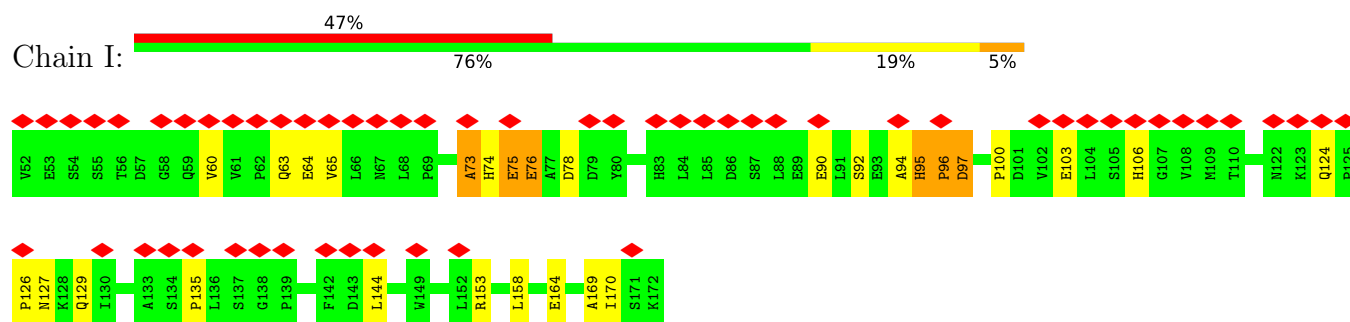 47%
Chain I:
76% 19% 5%
V52 E53 S54 S55 T56 D57 G58 Q59 V60 V61 P62 Q63 E64 V65 L66 N67 L68 P69 A73 H74 E75 E76 A77 D78 D79 Y80 H83 L84 L85 D86 S87 L88 E89 E90 L91 S92 E93 A94 H95 P96 D97 P100 D101 V102 E103 L104 S105 H106 G107 V108 M109 T110 N122 K123 Q124 P125
P126 N127 K128 Q129 I130 A133 S134 P135 L136 S137 G138 P139 F142 D143 L144 W149 L152 R153 L158 E164 A169 I170 S171 K172